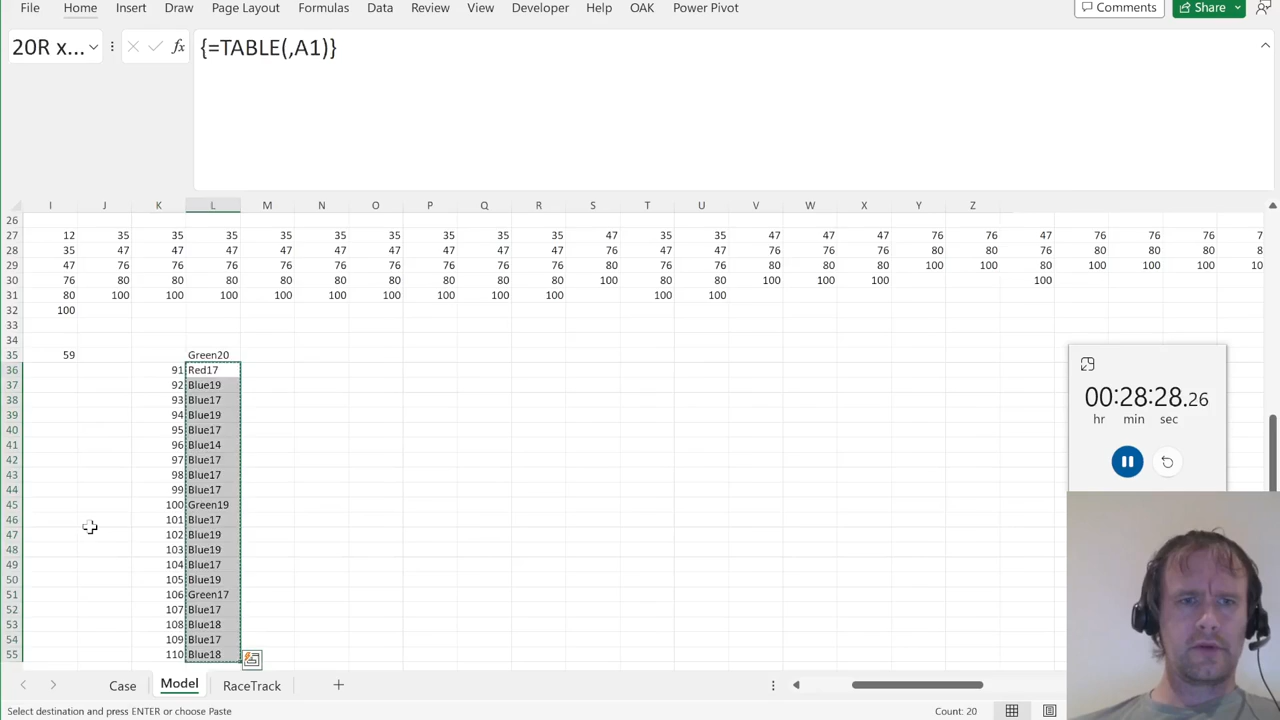 File Home Insert Draw Page Layout Formulas Data Review View Developer Help OAK Power Pivot Comments Share
20R x... fx {=TABLE(,A1)}
I J K L M N O P Q R S T U V W X Y Z
26
27 12 35 35 35 35 35 35 35 35 35 47 35 35 47 47 47 76 76 47 76 76 76 7
28 35 47 47 47 47 47 47 47 47 47 76 47 47 76 76 76 80 80 76 80 80 80 8
29 47 76 76 76 76 76 76 76 76 76 80 76 76 80 80 80 100 100 80 100 100 100 10
30 76 80 80 80 80 80 80 80 80 80 100 80 80 100 100 100 100
31 80 100 100 100 100 100 100 100 100 100 100 100
32 100
33
34
35 59 Green20
36 91 Red17
37 92 Blue19
38 93 Blue17
39 94 Blue19
40 95 Blue17
41 96 Blue14
42 97 Blue17
43 98 Blue17
44 99 Blue17
45 100 Green19
46 101 Blue17
47 102 Blue19
48 103 Blue19
49 104 Blue17
50 105 Blue19
51 106 Green17
52 107 Blue17
53 108 Blue18
54 109 Blue17
55 110 Blue18
00:28:28.26
hr min sec
Case Model RaceTrack
Select destination and press ENTER or choose Paste Count: 20